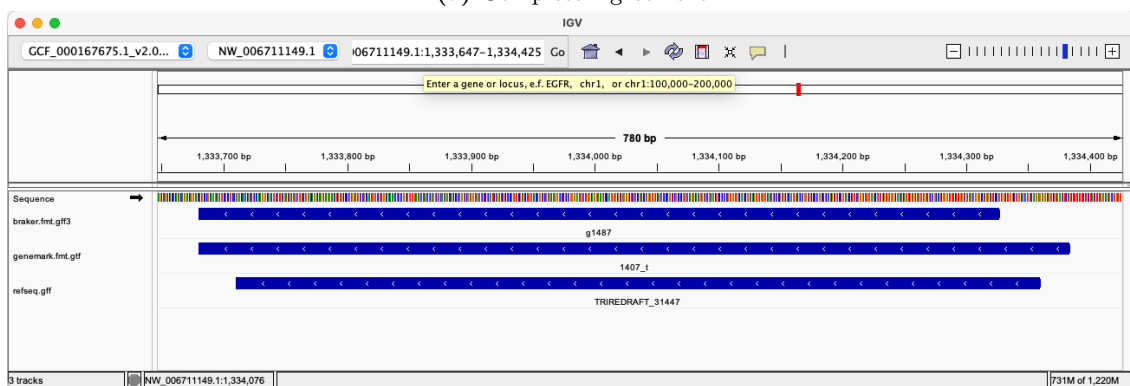 IGV
GCF_000167675.1_v2.0... NW_006711149.1 )06711149.1:1,333,647–1,334,425 Go
Enter a gene or locus, e.f. EGFR, chr1, or chr1:100,000–200,000
780 bp
1,333,700 bp 1,333,800 bp 1,333,900 bp 1,334,000 bp 1,334,100 bp 1,334,200 bp 1,334,300 bp 1,334,400 bp
Sequence
braker.fmt.gff3
g1487
genemark.fmt.gtf
1407_t
refseq.gff
TRIREDRAFT_31447
3 tracks NW_006711149.1:1,334,076 731M of 1,220M